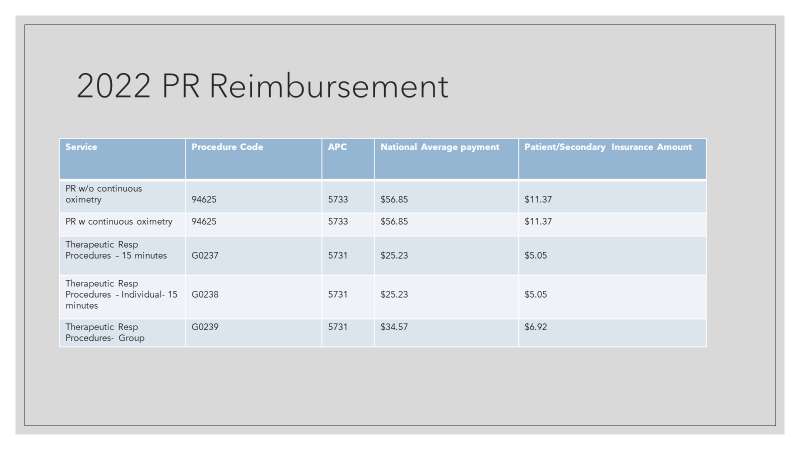 2022 PR Reimbursement
Service Procedure Code APC National Average payment Patient/Secondary Insurance Amount
PR w/o continuous
oximetry 94625 5733 $56.85 $11.37
PR w continuous oximetry 94625 5733 $56.85 $11.37
Therapeutic Resp
Procedures – 15 minutes G0237 5731 $25.23 $5.05
Therapeutic Resp
Procedures – Individual- 15 G0238 5731 $25.23 $5.05
minutes
Therapeutic Resp G0239 5731 $34.57 $6.92
Procedures- Group